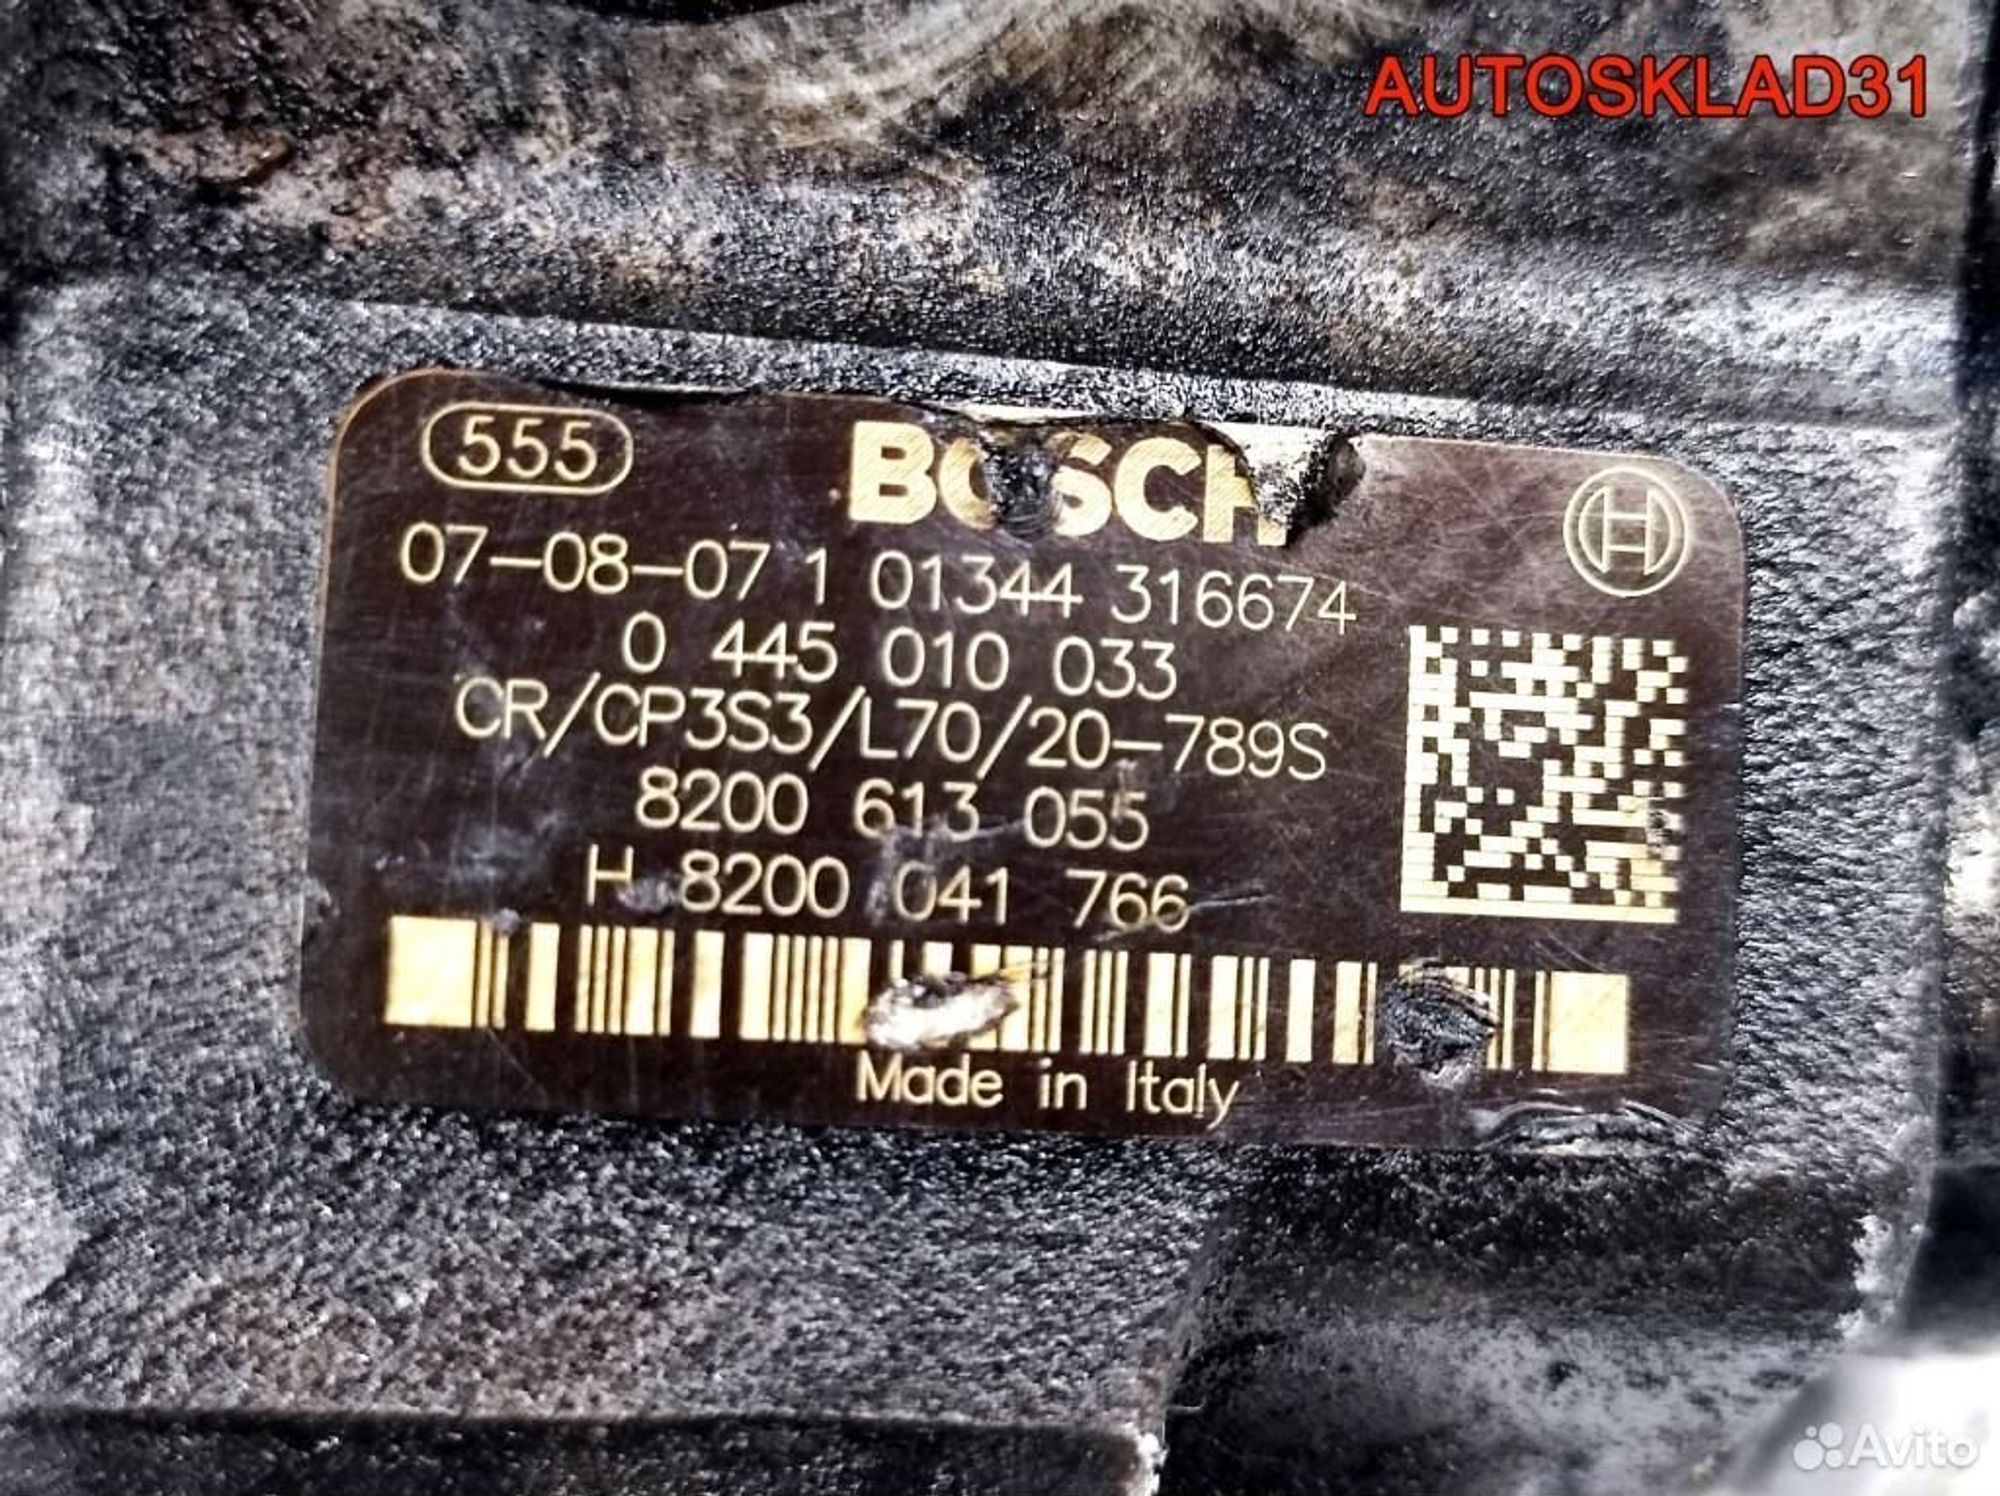 AUTOSKLAD31
555 BOSCH
07-08-07 1 01344 316674
0 445 010 033
CR/CP3S3/L70/20-789S
8200 613 055
H 8200 041 766
Made in Italy
Avito